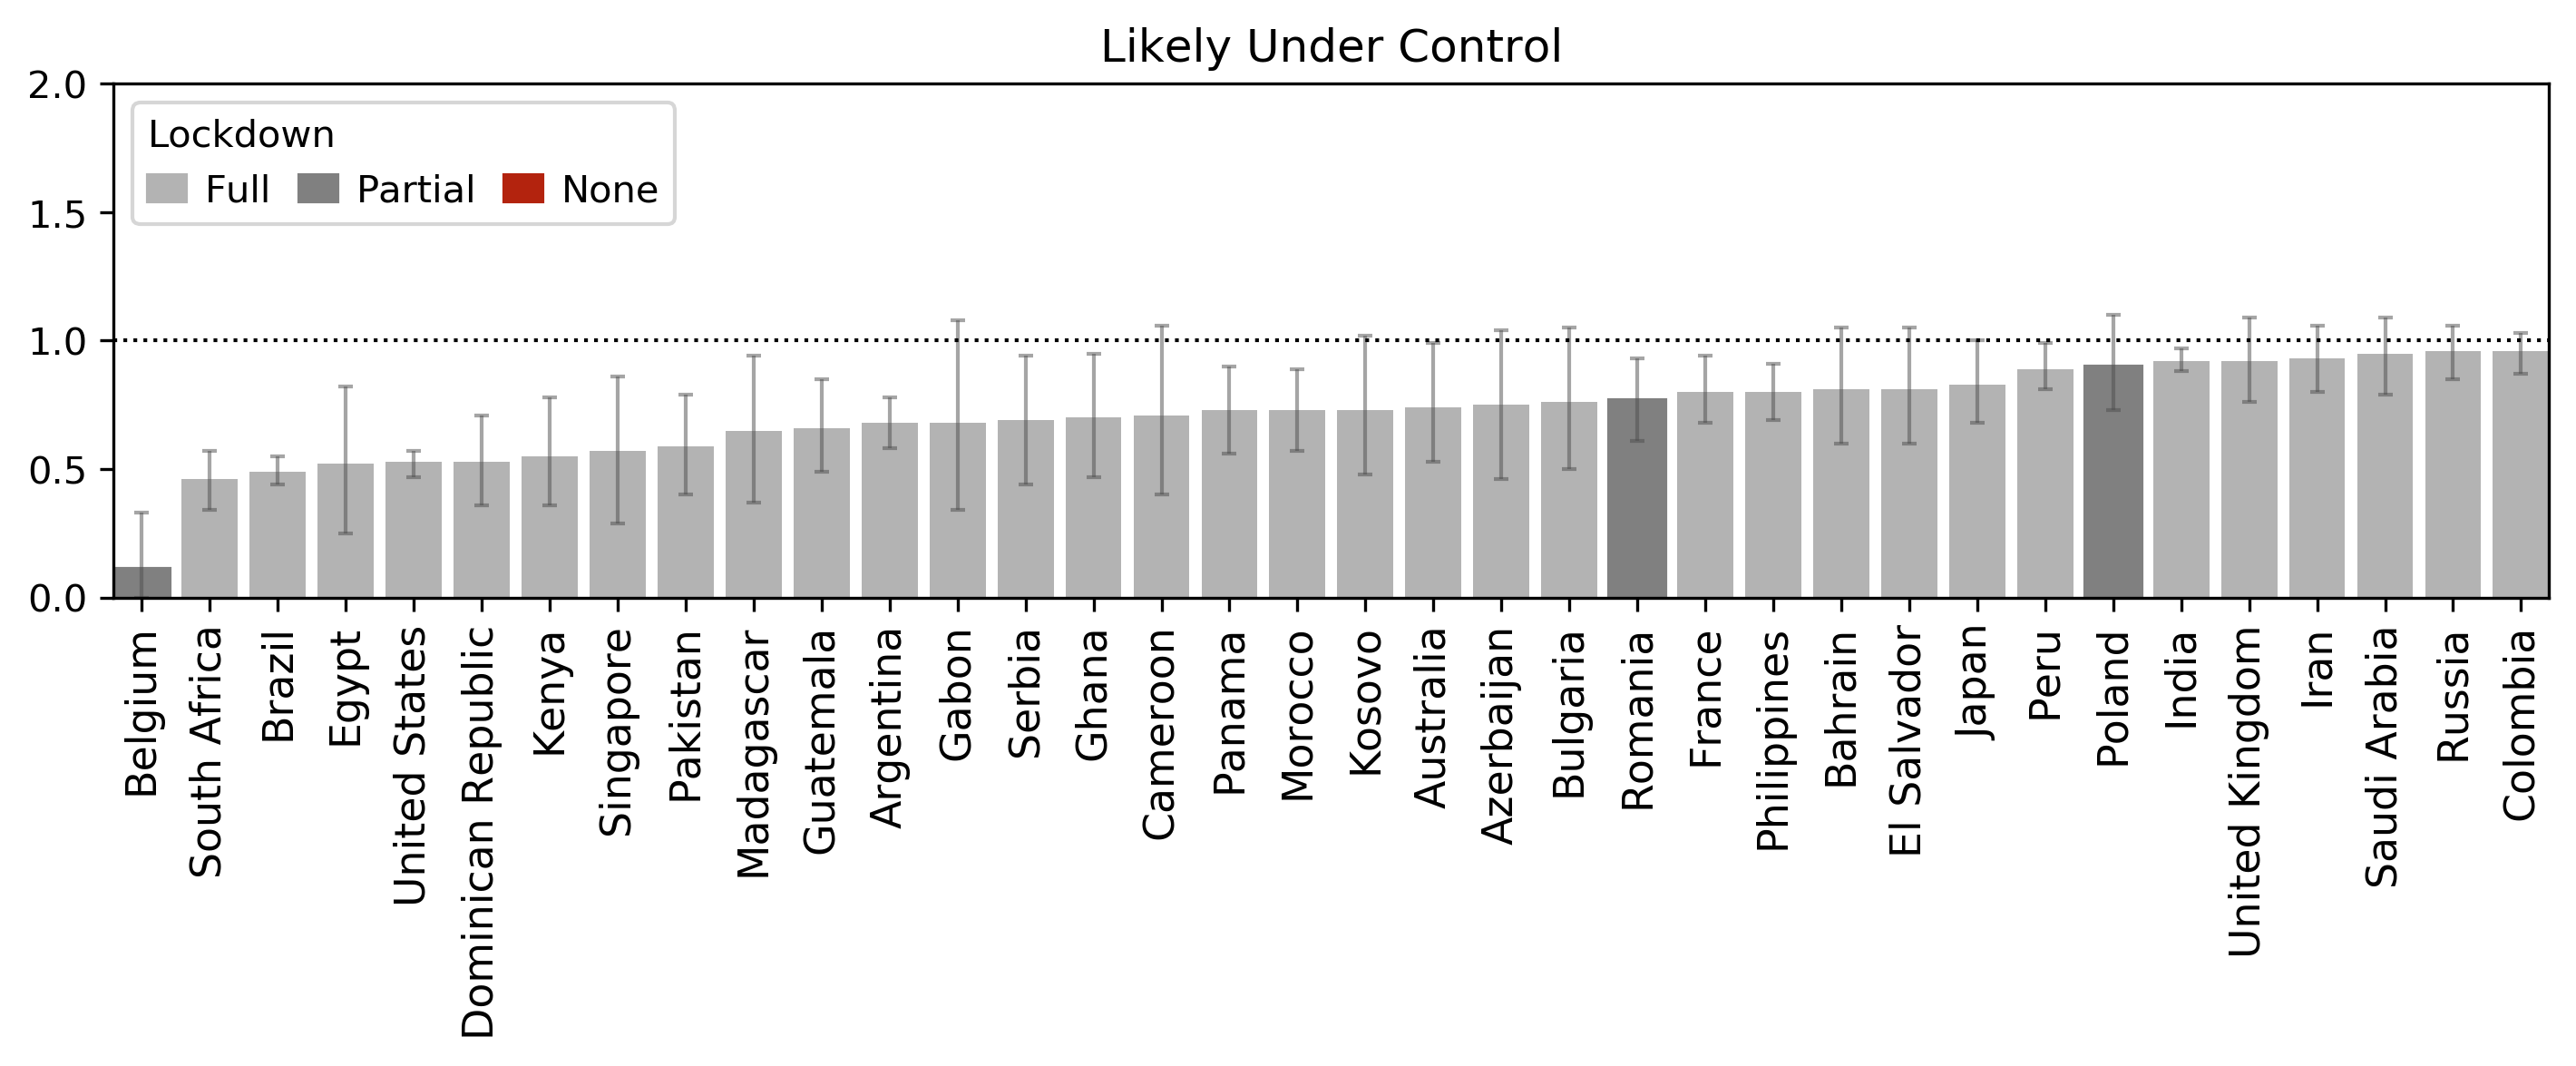 Likely Under Control
2.0
1.5
1.0
0.5
0.0
Lockdown
Full Partial None
Belgium
South Africa
Brazil
Egypt
United States
Dominican Republic
Kenya
Singapore
Pakistan
Madagascar
Guatemala
Argentina
Gabon
Serbia
Ghana
Cameroon
Panama
Morocco
Kosovo
Australia
Azerbaijan
Bulgaria
Romania
France
Philippines
Bahrain
El Salvador
Japan
Peru
Poland
India
United Kingdom
Iran
Saudi Arabia
Russia
Colombia